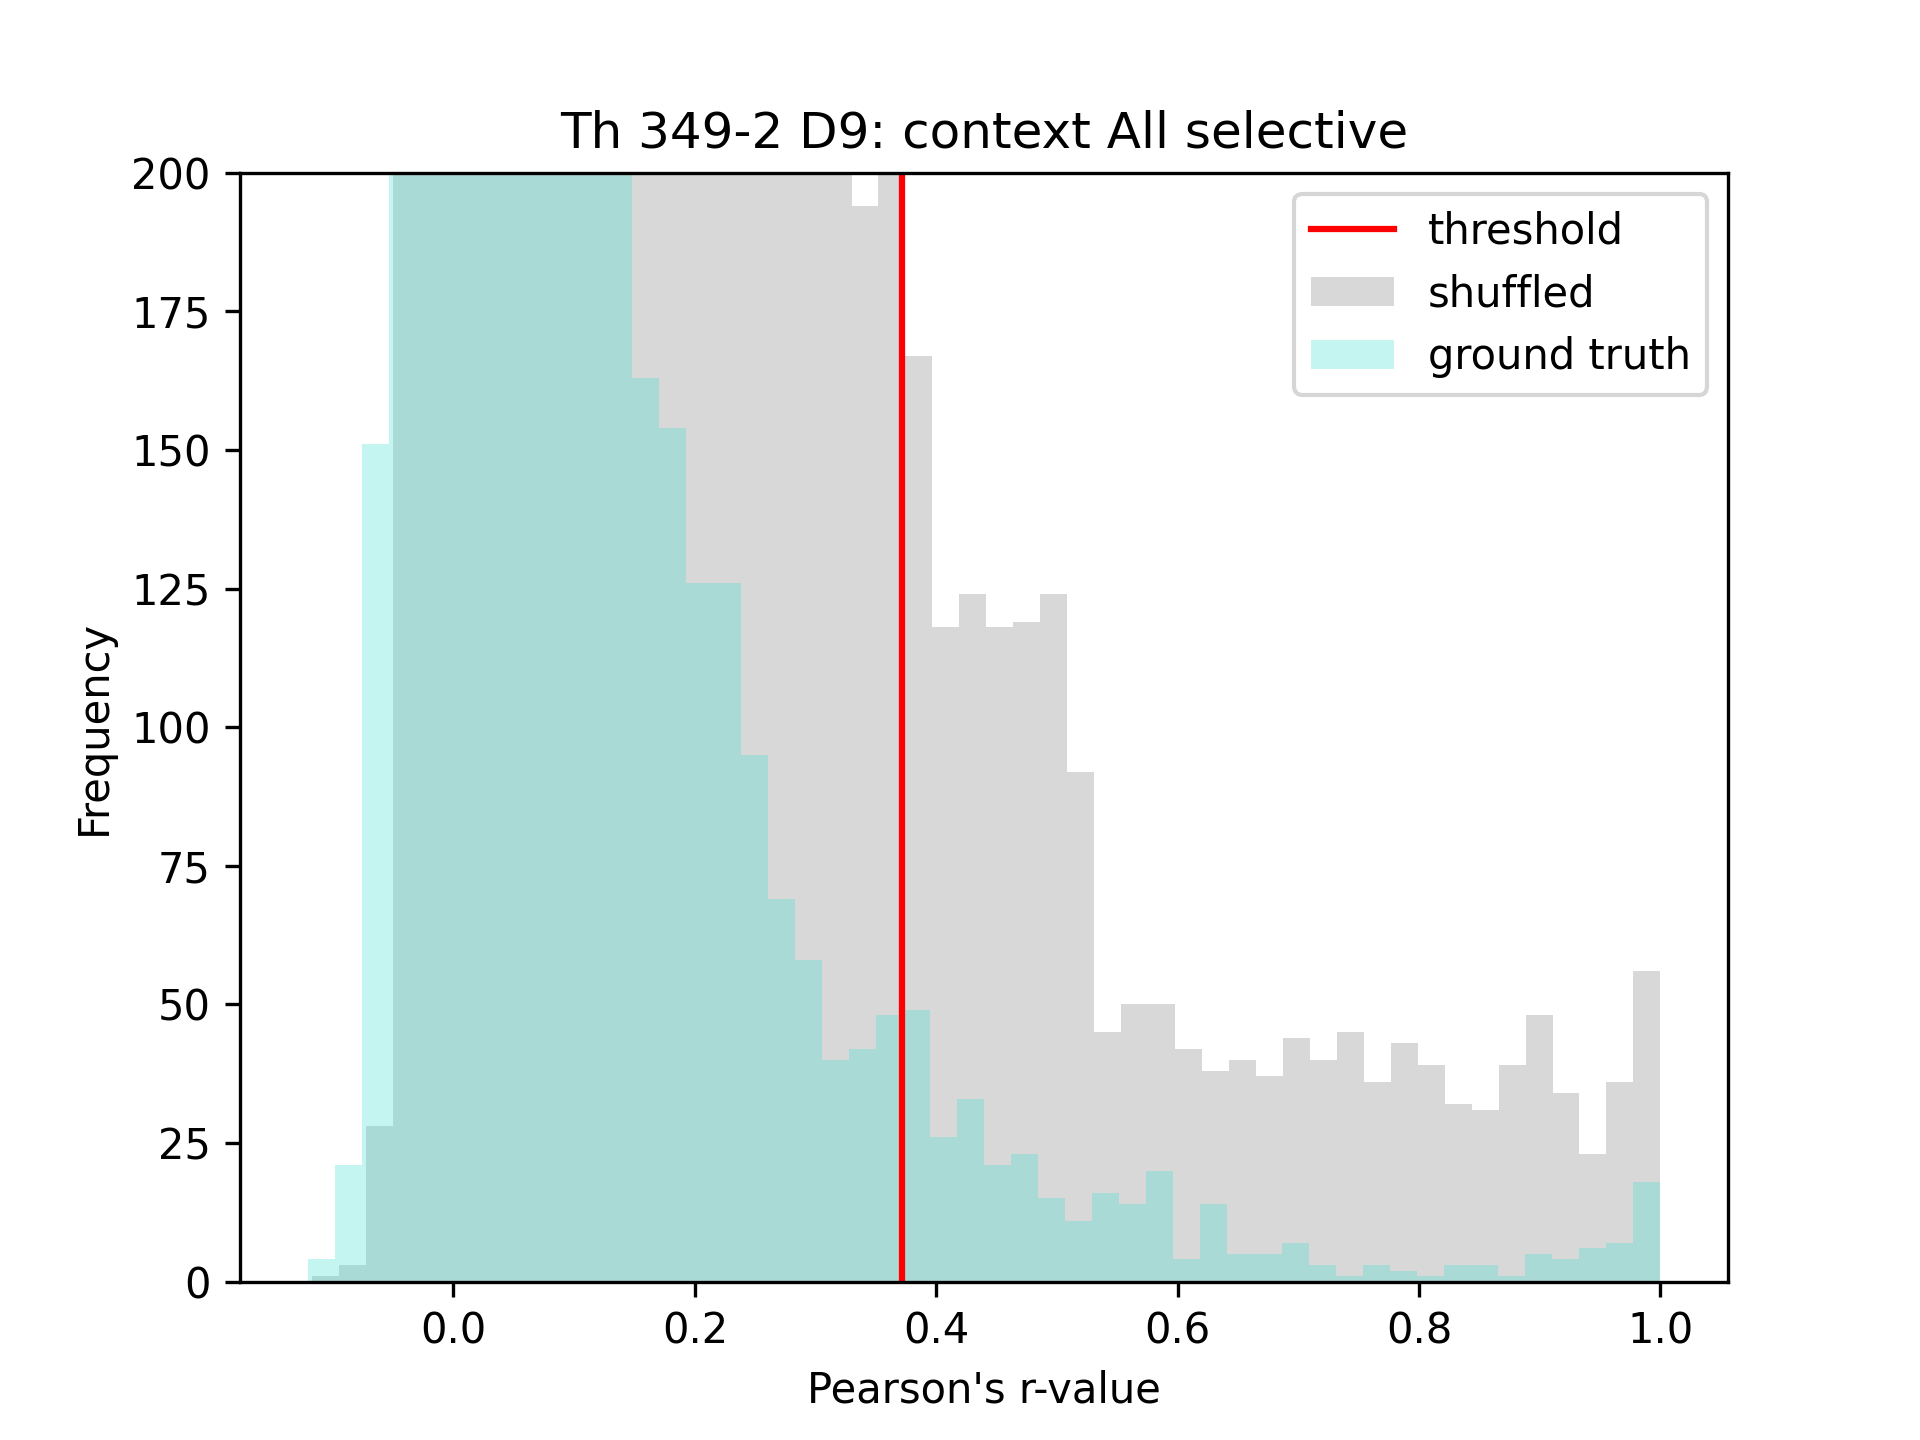 Th 349-2 D9: context All selective
threshold
shuffled
ground truth
200
175
150
125
100
75
50
25
0
Frequency
0.0 0.2 0.4 0.6 0.8 1.0
Pearson's r-value